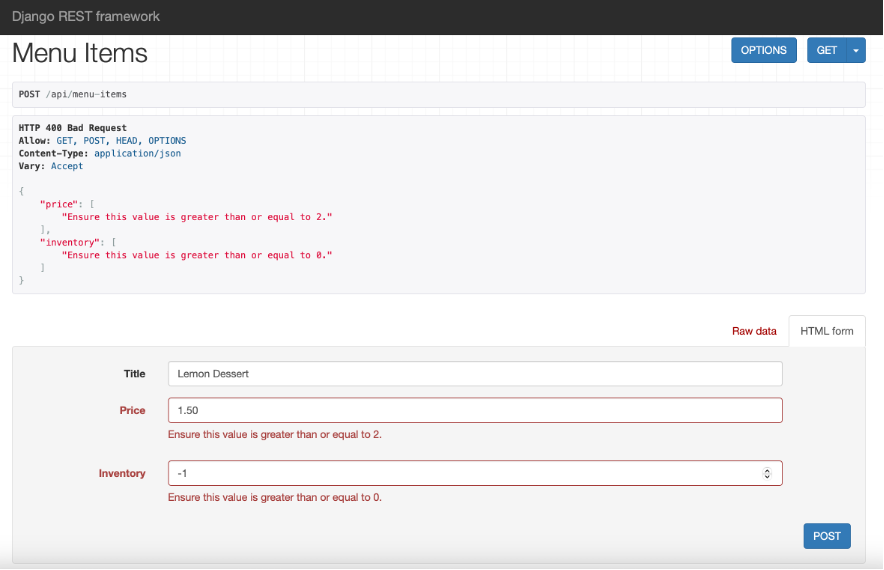 Django REST framework
Menu Items
OPTIONS
GET
POST /api/menu-items
HTTP 400 Bad Request
Allow: GET, POST, HEAD, OPTIONS
Content-Type: application/json
Vary: Accept
{
    "price": [
        "Ensure this value is greater than or equal to 2."
    ],
    "inventory": [
        "Ensure this value is greater than or equal to 0."
    ]
}
Raw data
HTML form
Title
Lemon Dessert
Price
1.50
Ensure this value is greater than or equal to 2.
Inventory
-1
Ensure this value is greater than or equal to 0.
POST